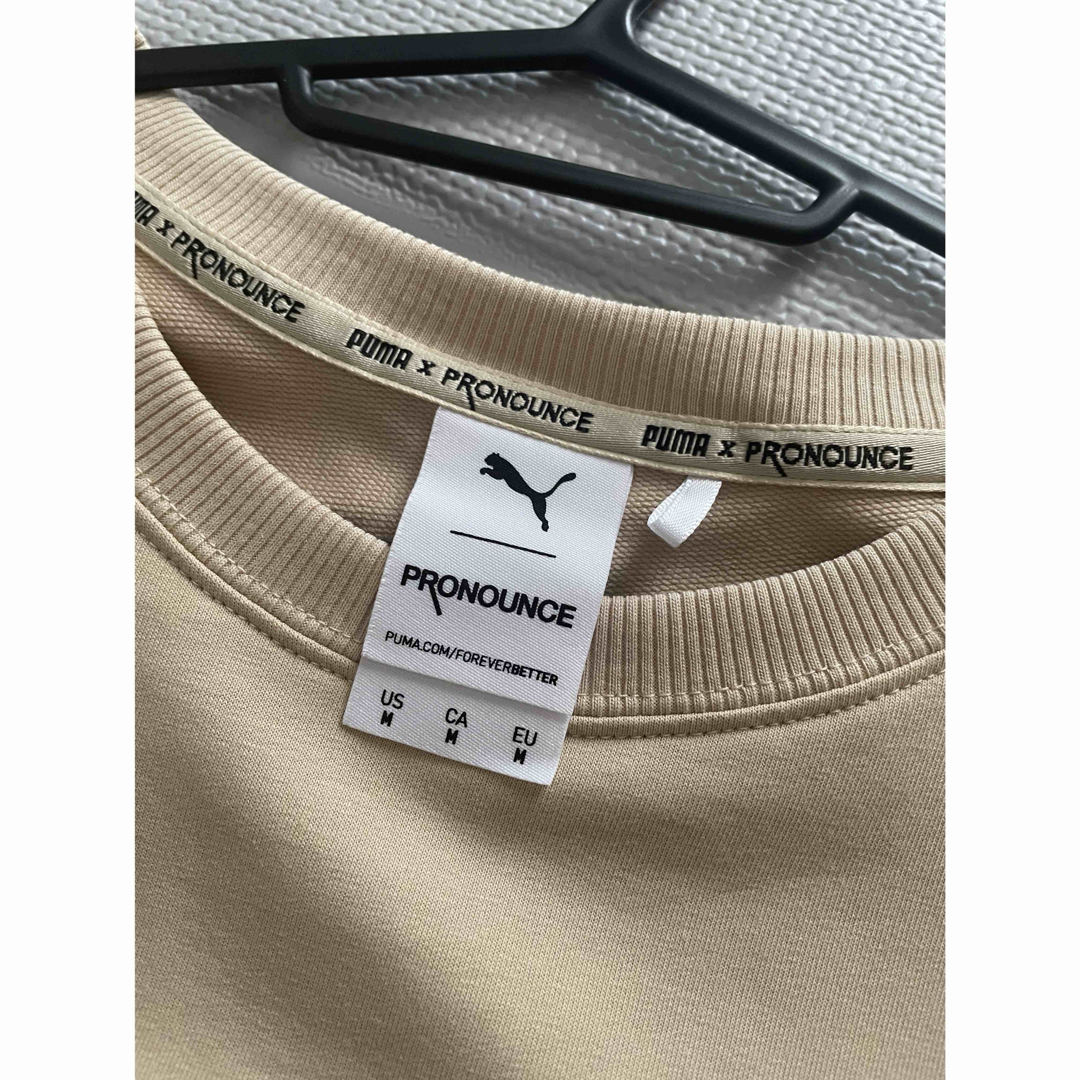 PUMA x PRONOUNCE
PUMA x PRONOUNCE
PUMA x PRONOUNCE
PRONOUNCE
PUMA.COM/FOREVERBETTER
US CA EU
M M M